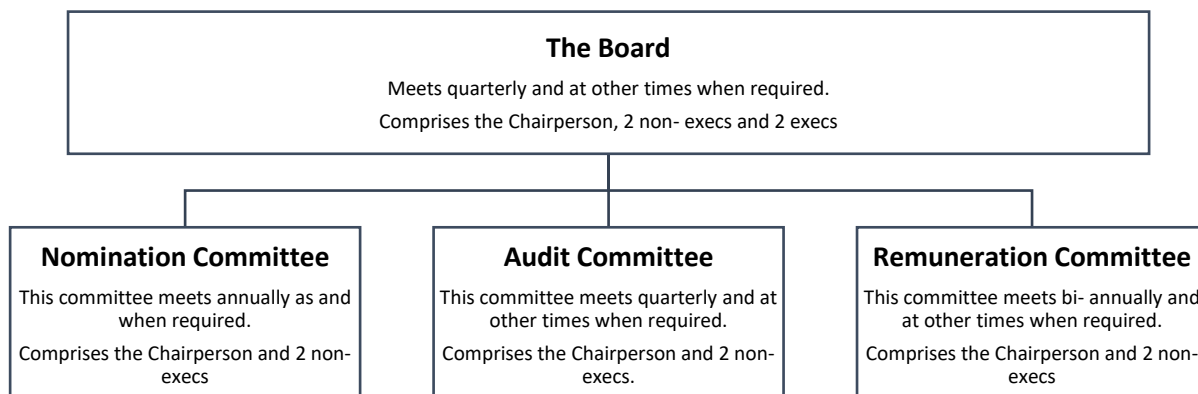 The Board
Meets quarterly and at other times when required.
Comprises the Chairperson, 2 non- execs and 2 execs
Nomination Committee
This committee meets annually as and
when required.
Comprises the Chairperson and 2 non-
execs
Audit Committee
This committee meets quarterly and at
other times when required.
Comprises the Chairperson and 2 non-
execs.
Remuneration Committee
This committee meets bi- annually and
at other times when required.
Comprises the Chairperson and 2 non-
execs